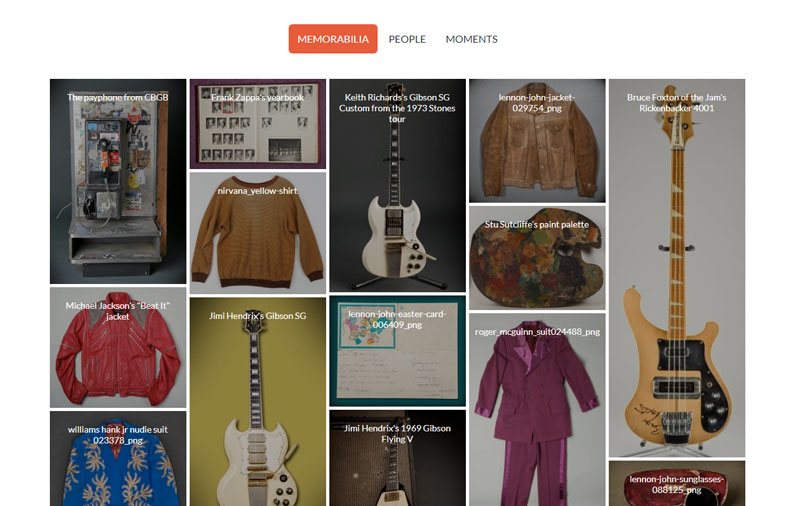 MEMORABILIA
PEOPLE
MOMENTS
The payphone from CBGB
Frank Zappa's yearbook
Keith Richards's Gibson SG
Custom from the 1973 Stones
tour
lennon-john-jacket-
029754_png
Bruce Foxton of the Jam's
Rickenbacker 4001
nirvana_yellow-shirt
Stu Sutcliffe's paint palette
Michael Jackson's "Beat It"
jacket
Jimi Hendrix's Gibson SG
lennon-john-easter-card-
006409_png
roger_mcguinn_suit024488_png
williams hank jr nudie suit
023378_png
Jimi Hendrix's 1969 Gibson
Flying V
lennon-john-sunglasses-
088125_png